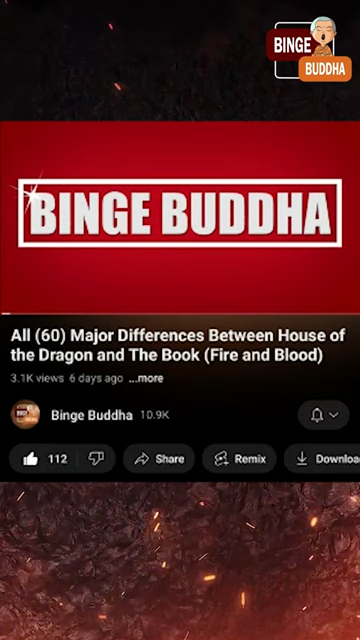 BINGE
BUDDHA
BINGE BUDDHA
All (60) Major Differences Between House of
the Dragon and The Book (Fire and Blood)
3.1K views 6 days ago ...more
Binge Buddha 10.9K
112 Share Remix Downloa